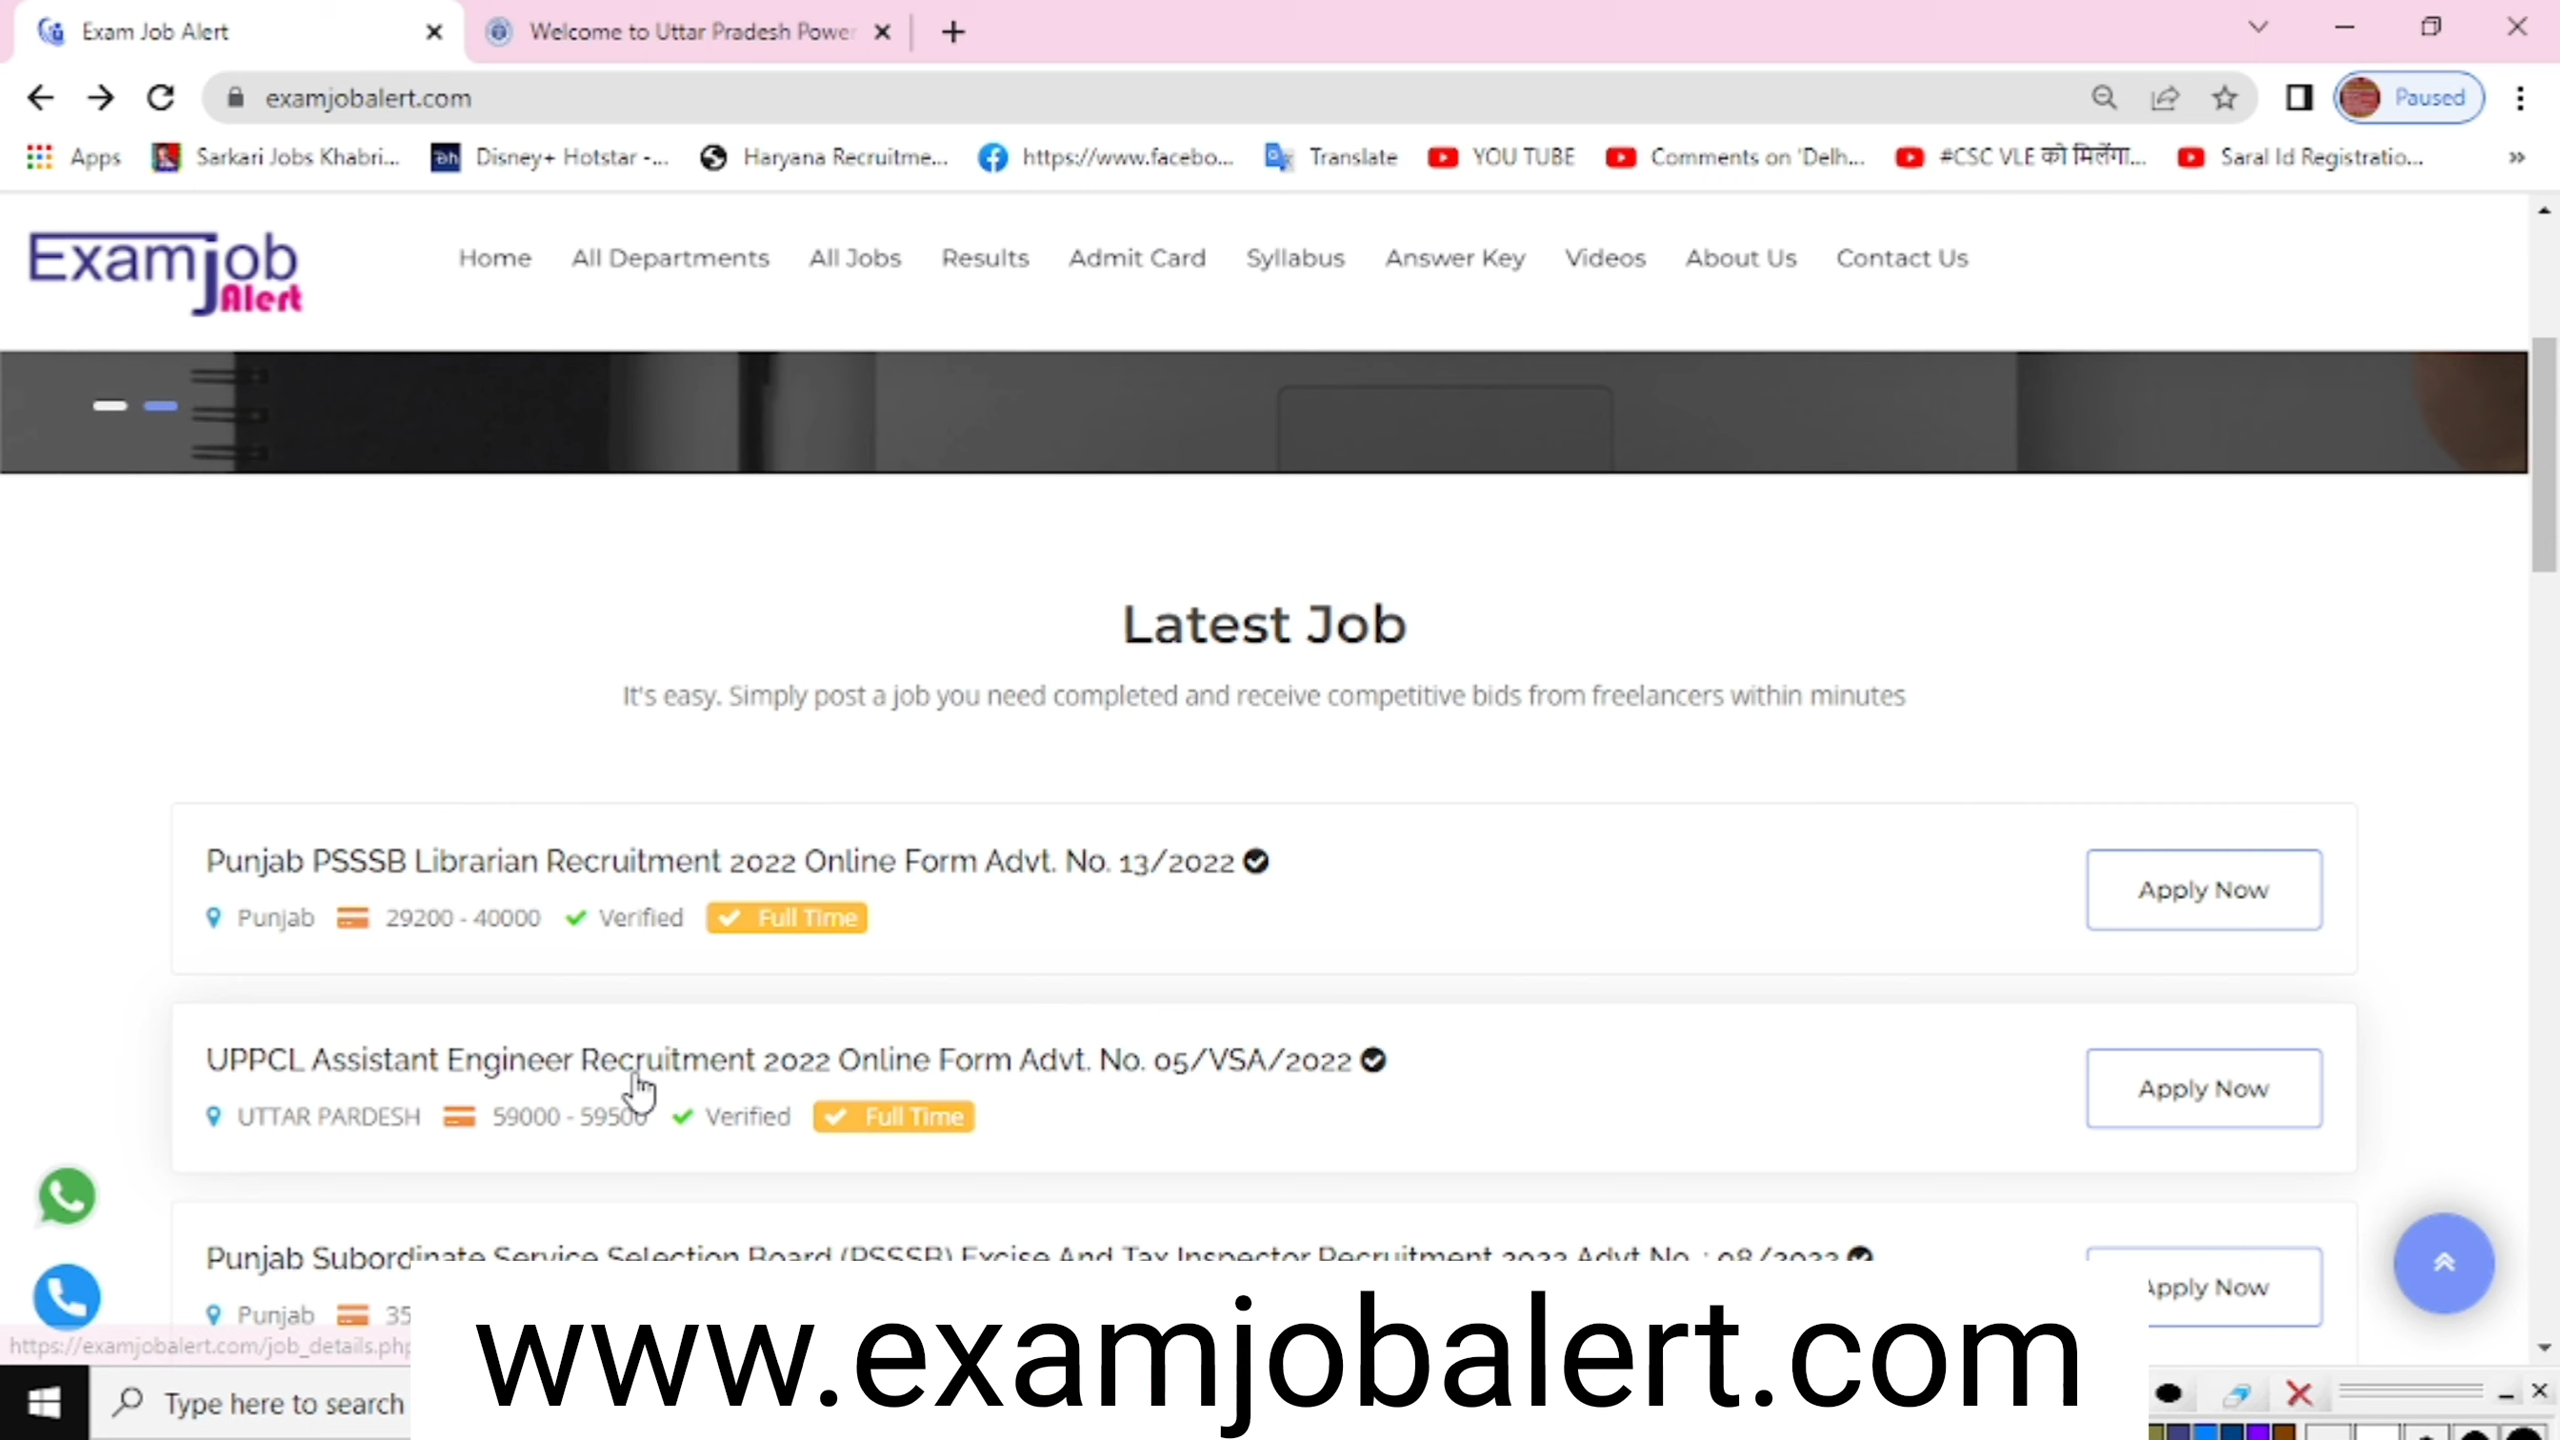 Exam Job Alert
Welcome to Uttar Pradesh Power
examjobalert.com
Paused
Apps
Sarkari Jobs Khabri...
Disney+ Hotstar -...
Haryana Recruitme...
https://www.facebo...
Translate
YOU TUBE
Comments on 'Delh...
#CSC VLE को मिलेंगा...
Saral Id Registratio...
»
Examjob Alert
Home
All Departments
All Jobs
Results
Admit Card
Syllabus
Answer Key
Videos
About Us
Contact Us
Latest Job
It's easy. Simply post a job you need completed and receive competitive bids from freelancers within minutes
Punjab PSSSB Librarian Recruitment 2022 Online Form Advt. No. 13/2022
Punjab 29200 - 40000 Verified Full Time
Apply Now
UPPCL Assistant Engineer Recruitment 2022 Online Form Advt. No. 05/VSA/2022
UTTAR PARDESH 59000 - 59500 Verified Full Time
Apply Now
Punjab Subordinate Service Selection Board (PSSSB) Excise And Tax Inspector Recruitment 2022 Advt No. : 08/2022
Punjab 35
Apply Now
https://examjobalert.com/job_details.php
www.examjobalert.com
Type here to search